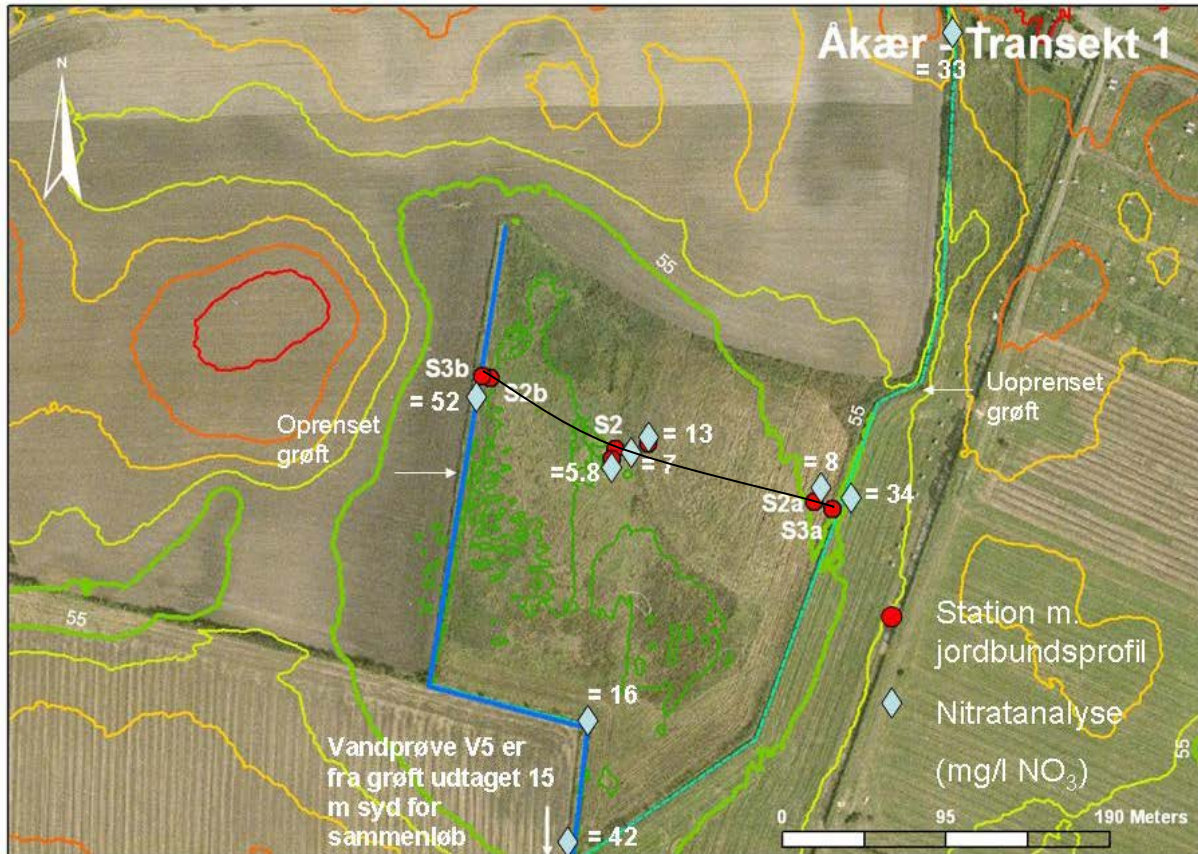 Åkær - Transekt 1
= 33
N
55
S3b
S2b
= 52
Uoprenset
grøft
Oprenset
grøft
S2
= 13
= 7
=5.8
55
= 8
= 34
S2a
S3a
55
Station m.
jordbundsprofil
= 16
Nitratanalyse
(mg/l NO3)
Vandprøve V5 er
fra grøft udtaget 15
m syd for
sammenløb
= 42
55
0 95 190 Meters